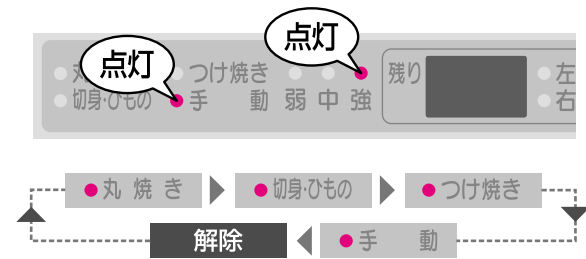 点灯
点灯
つけ焼き
残り
左
切身・ひもの
手 動 弱 中 強
右
丸焼き
切身・ひもの
つけ焼き
解除
手 動